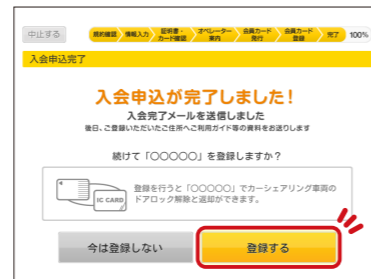 中止する
規約確認 情報入力 証明書・カード確認 オペレーター案内 会員カード発行 会員カード登録 完了 100%
入会申込完了
入会申込が完了しました!
入会完了メールを送信しました
後日、ご登録いただいたご住所へご利用ガイド等の資料をお送りします
続けて「○○○○○」を登録しますか?
IC CARD
登録を行うと「○○○○○」でカーシェアリング車両の
ドアロック解除と返却ができます。
今は登録しない 登録する